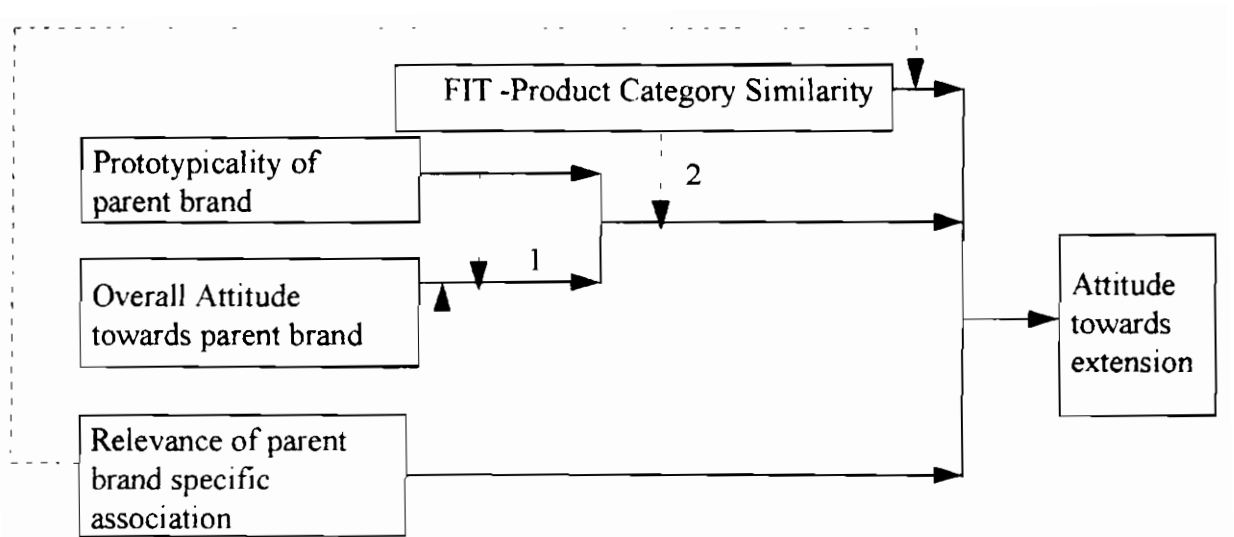 FIT -Product Category Similarity
Prototypicality of
parent brand
2
1
Overall Attitude
towards parent brand
Attitude
towards
extension
Relevance of parent
brand specific
association